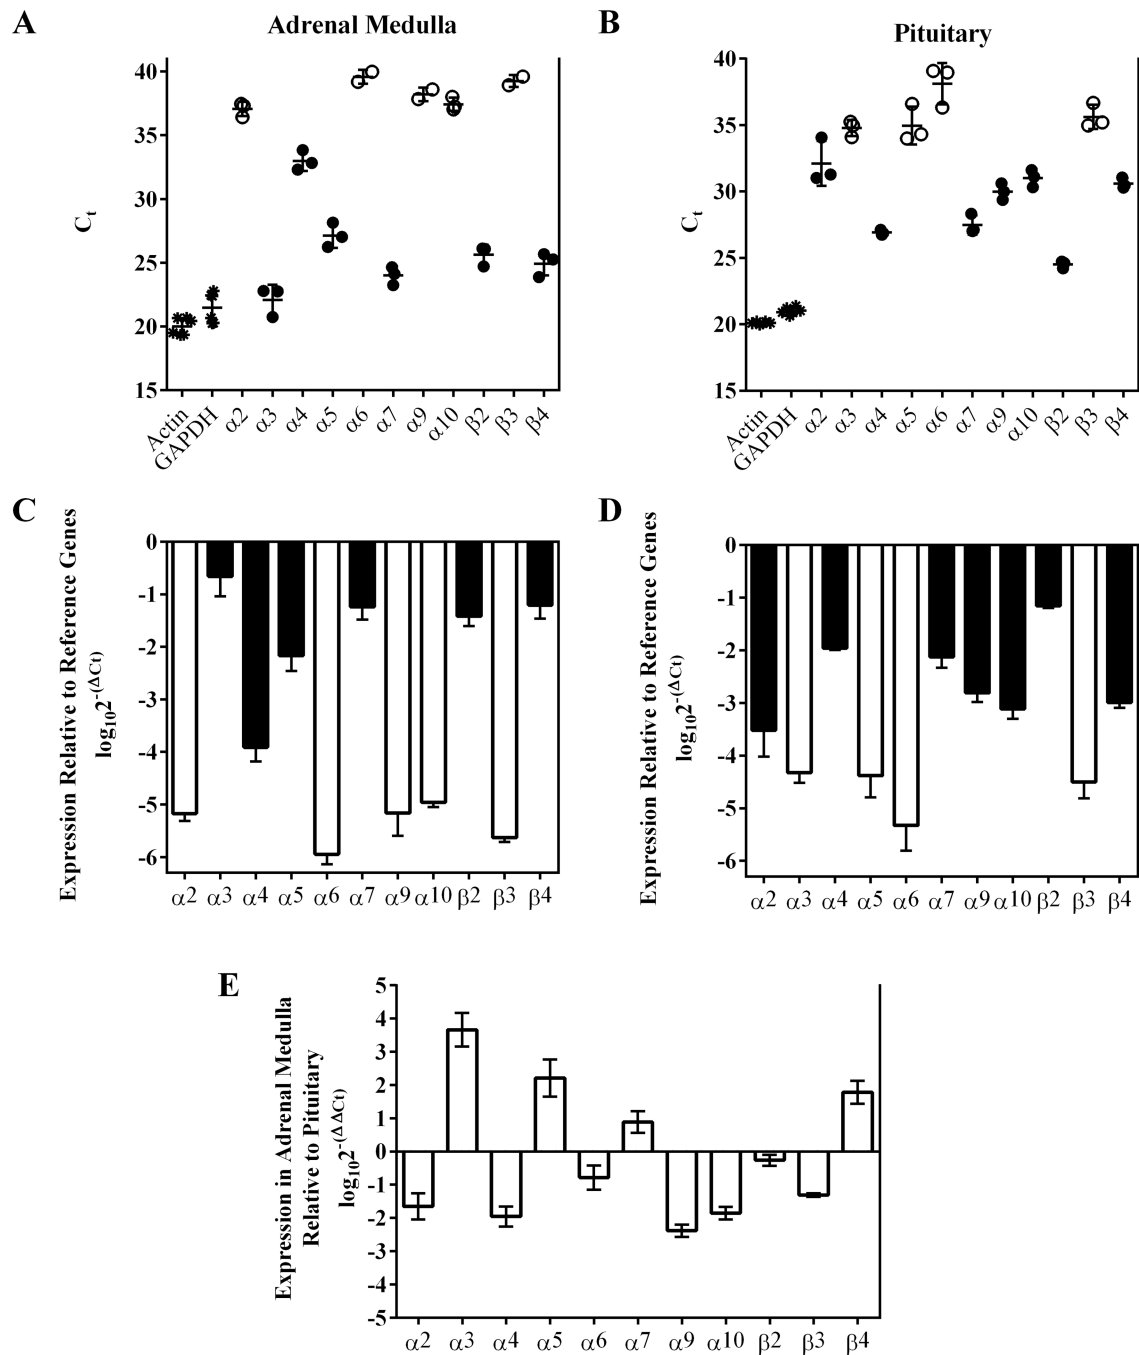 A
Adrenal Medulla
40
35
30
25
20
15
Ct
Actin
GAPDH
α2
α3
α4
α5
α6
α7
α9
α10
β2
β3
β4
B
Pituitary
40
35
30
25
20
15
Ct
Actin
GAPDH
α2
α3
α4
α5
α6
α7
α9
α10
β2
β3
β4
C
Expression Relative to Reference Genes
log₁₀2-(ΔCt)
0
-1
-2
-3
-4
-5
-6
α2 α3 α4 α5 α6 α7 α9 α10 β2 β3 β4
D
Expression Relative to Reference Genes
log₁₀2-(ΔCt)
0
-1
-2
-3
-4
-5
-6
α2 α3 α4 α5 α6 α7 α9 α10 β2 β3 β4
E
Expression in Adrenal Medulla
Relative to Pituitary
log₁₀2-(ΔΔCt)
5
4
3
2
1
0
-1
-2
-3
-4
-5
α2 α3 α4 α5 α6 α7 α9 α10 β2 β3 β4